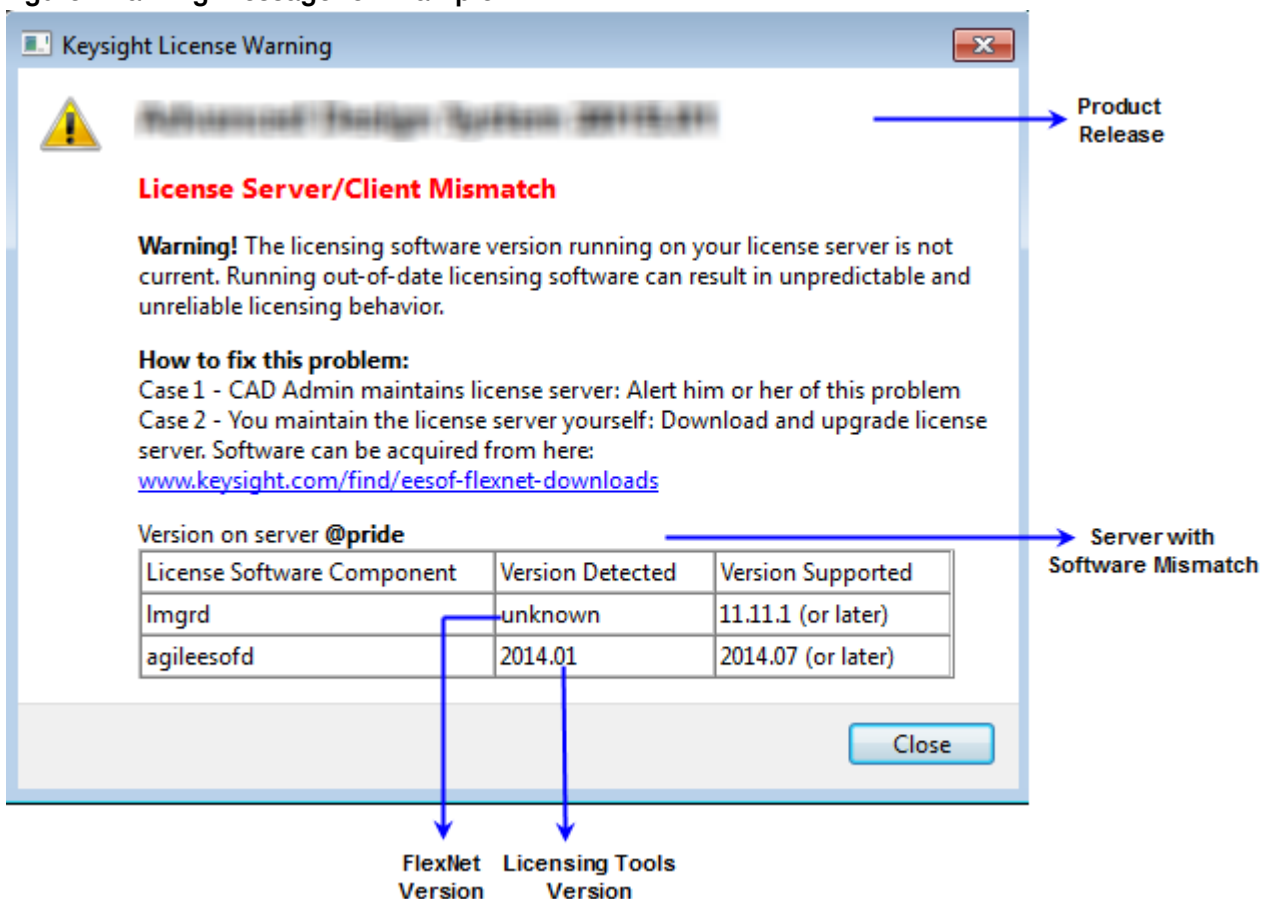 Keysight License Warning
Product
Release
License Server/Client Mismatch
Warning! The licensing software version running on your license server is not
current. Running out-of-date licensing software can result in unpredictable and
unreliable licensing behavior.
How to fix this problem:
Case 1 - CAD Admin maintains license server: Alert him or her of this problem
Case 2 - You maintain the license server yourself: Download and upgrade license
server. Software can be acquired from here:
www.keysight.com/find/eesof-flexnet-downloads
Version on server @pride
Server with
Software Mismatch
License Software Component Version Detected Version Supported
lmgrd unknown 11.11.1 (or later)
agileesofd 2014.01 2014.07 (or later)
Close
FlexNet
Version
Licensing Tools
Version